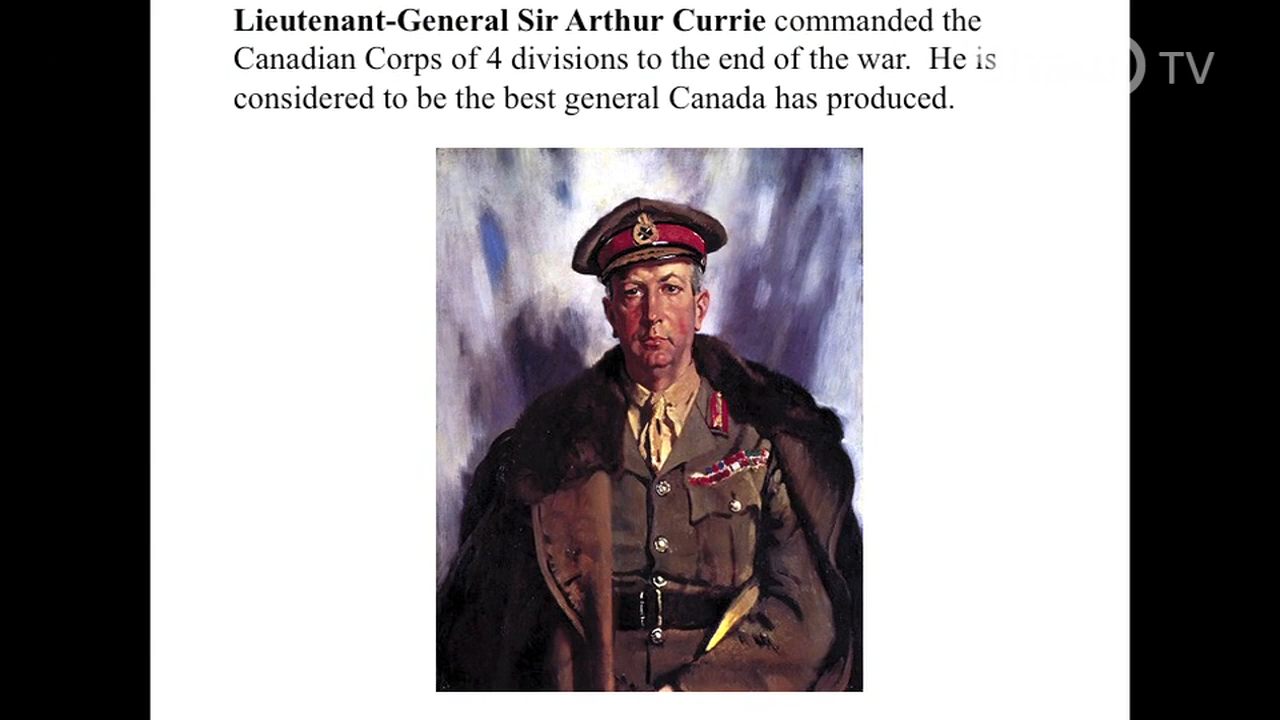 Lieutenant-General Sir Arthur Currie commanded the
Canadian Corps of 4 divisions to the end of the war.  He is
considered to be the best general Canada has produced.
TV